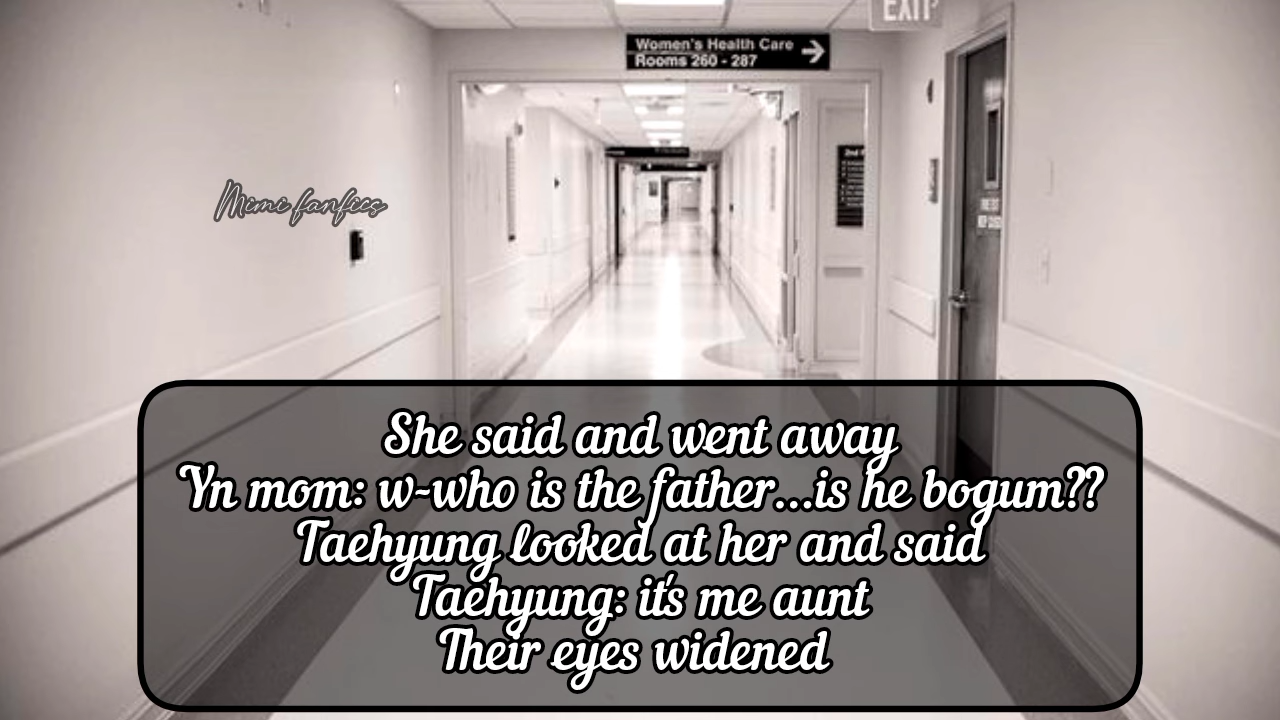 EXIT
Women's Health Care
Rooms 260 - 287
2nd
Mimi fanfics
She said and went away
Yn mom: w-who is the father...is he bogum??
Taehyung looked at her and said
Taehyung: it's me aunt
Their eyes widened